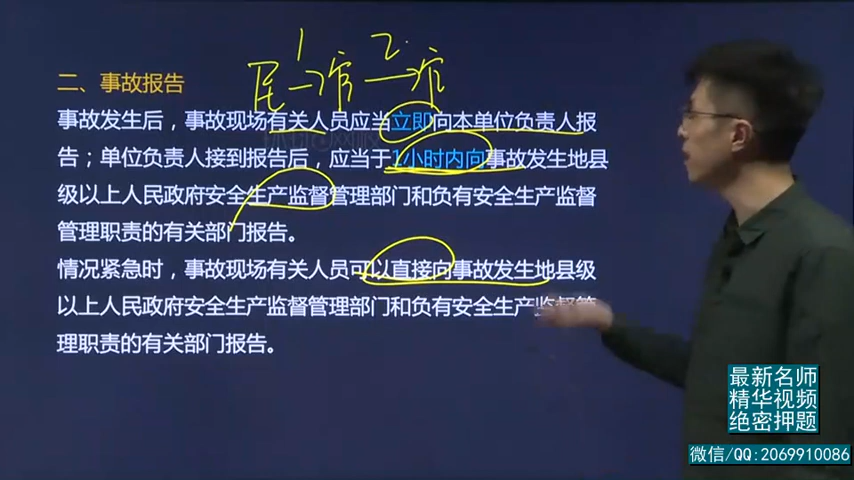 1 2
民→官→官
二、事故报告
事故发生后，事故现场有关人员应当立即向本单位负责人报
告；单位负责人接到报告后，应当于1小时内向事故发生地县
级以上人民政府安全生产监督管理部门和负有安全生产监督
管理职责的有关部门报告。
情况紧急时，事故现场有关人员可以直接向事故发生地县级
以上人民政府安全生产监督管理部门和负有安全生产监督管
理职责的有关部门报告。
最新名师
精华视频
绝密押题
微信/QQ:2069910086